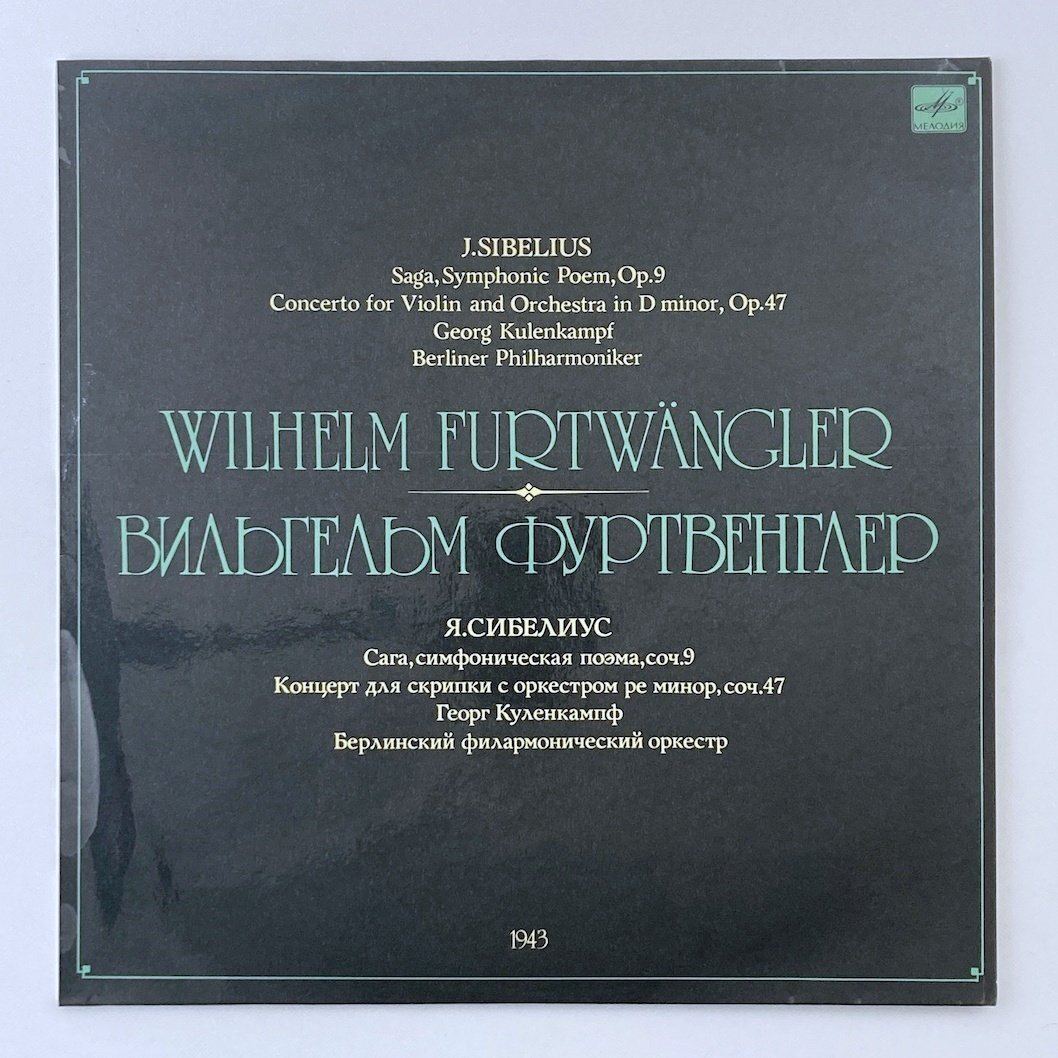 МЕЛОДИЯ
J.SIBELIUS
Saga, Symphonic Poem, Op.9
Concerto for Violin and Orchestra in D minor, Op.47
Georg Kulenkampf
Berliner Philharmoniker
WILHELM FURTWÄNGLER
ВИЛЬГЕЛЬМ ФУРТВЕНГЛЕР
Я.СИБЕЛИУС
Сага, симфоническая поэма, соч.9
Концерт для скрипки с оркестром ре минор, соч.47
Георг Куленкампф
Берлинский филармонический оркестр
1943